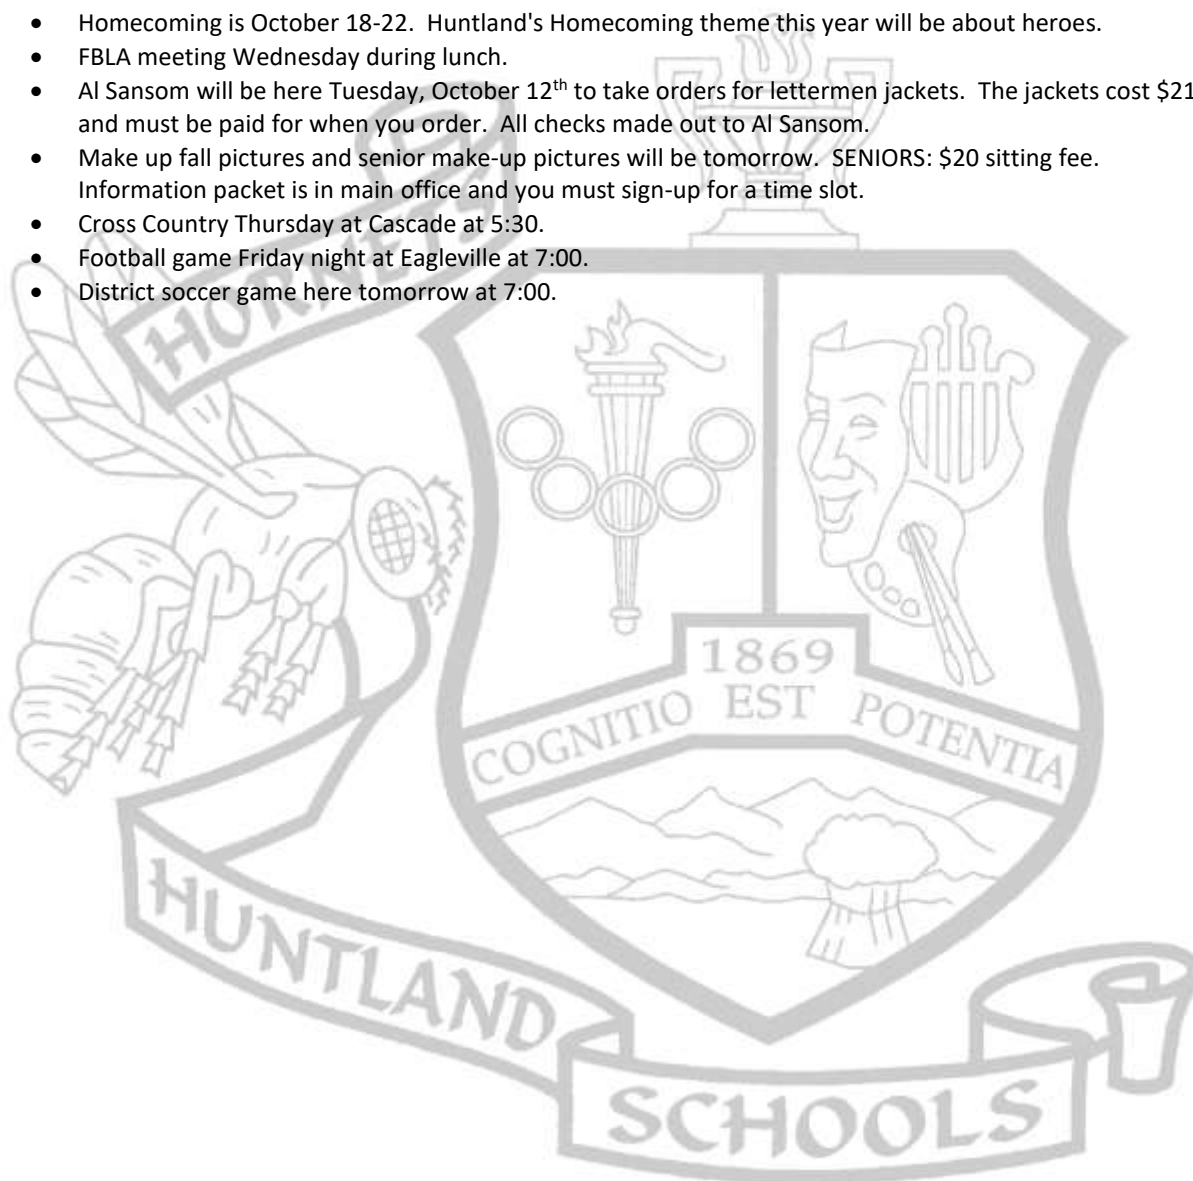 • Homecoming is October 18-22. Huntland's Homecoming theme this year will be about heroes.
• FBLA meeting Wednesday during lunch.
• Al Sansom will be here Tuesday, October 12th to take orders for lettermen jackets. The jackets cost $21
and must be paid for when you order. All checks made out to Al Sansom.
• Make up fall pictures and senior make-up pictures will be tomorrow. SENIORS: $20 sitting fee.
Information packet is in main office and you must sign-up for a time slot.
• Cross Country Thursday at Cascade at 5:30.
• Football game Friday night at Eagleville at 7:00.
• District soccer game here tomorrow at 7:00.
HORNETS
1869
COGNITIO EST POTENTIA
HUNTLAND
SCHOOLS